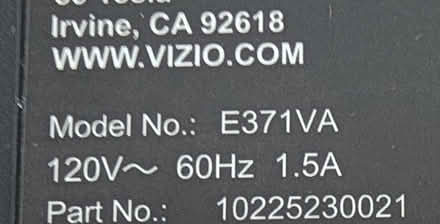 Irvine, CA 92618
WWW.VIZIO.COM
Model No.: E371VA
120V～ 60Hz 1.5A
Part No.: 10225230021